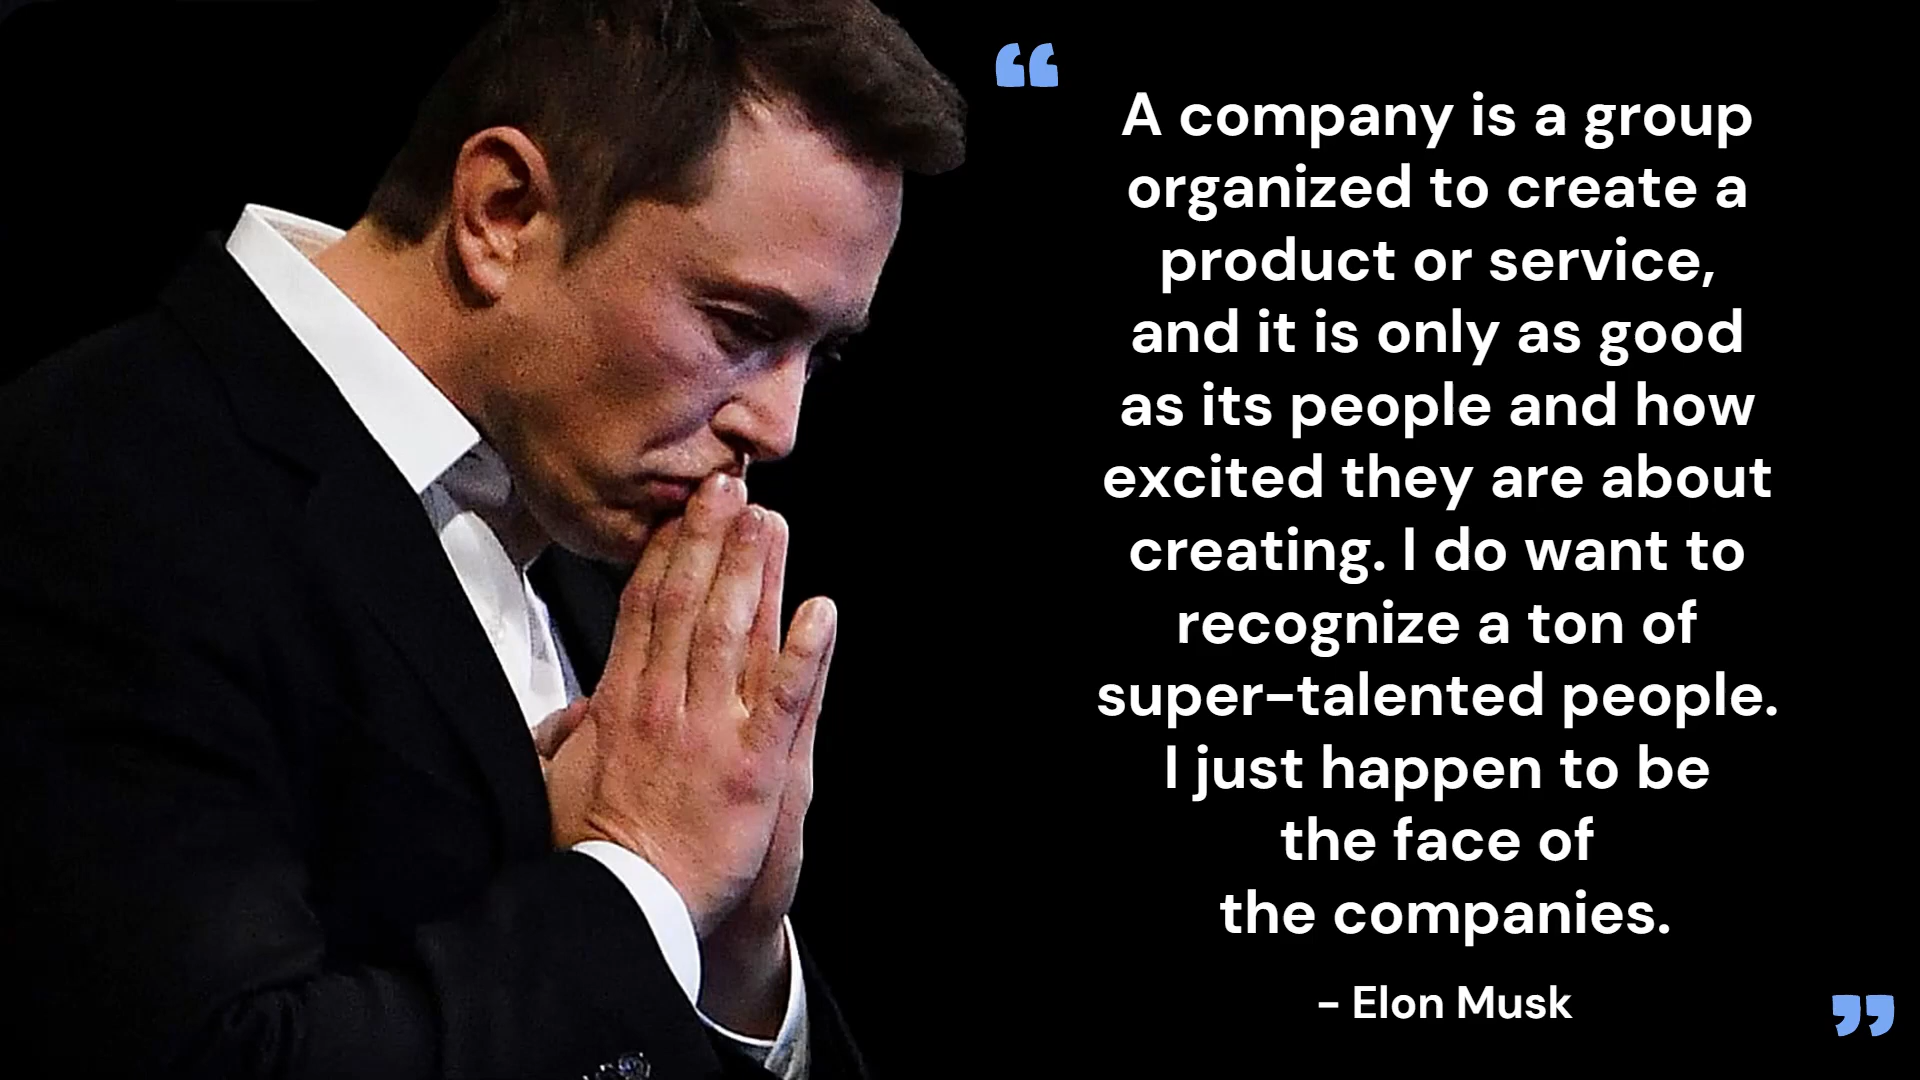 “
A company is a group
organized to create a
product or service,
and it is only as good
as its people and how
excited they are about
creating. I do want to
recognize a ton of
super-talented people.
I just happen to be
the face of
the companies.
- Elon Musk
”